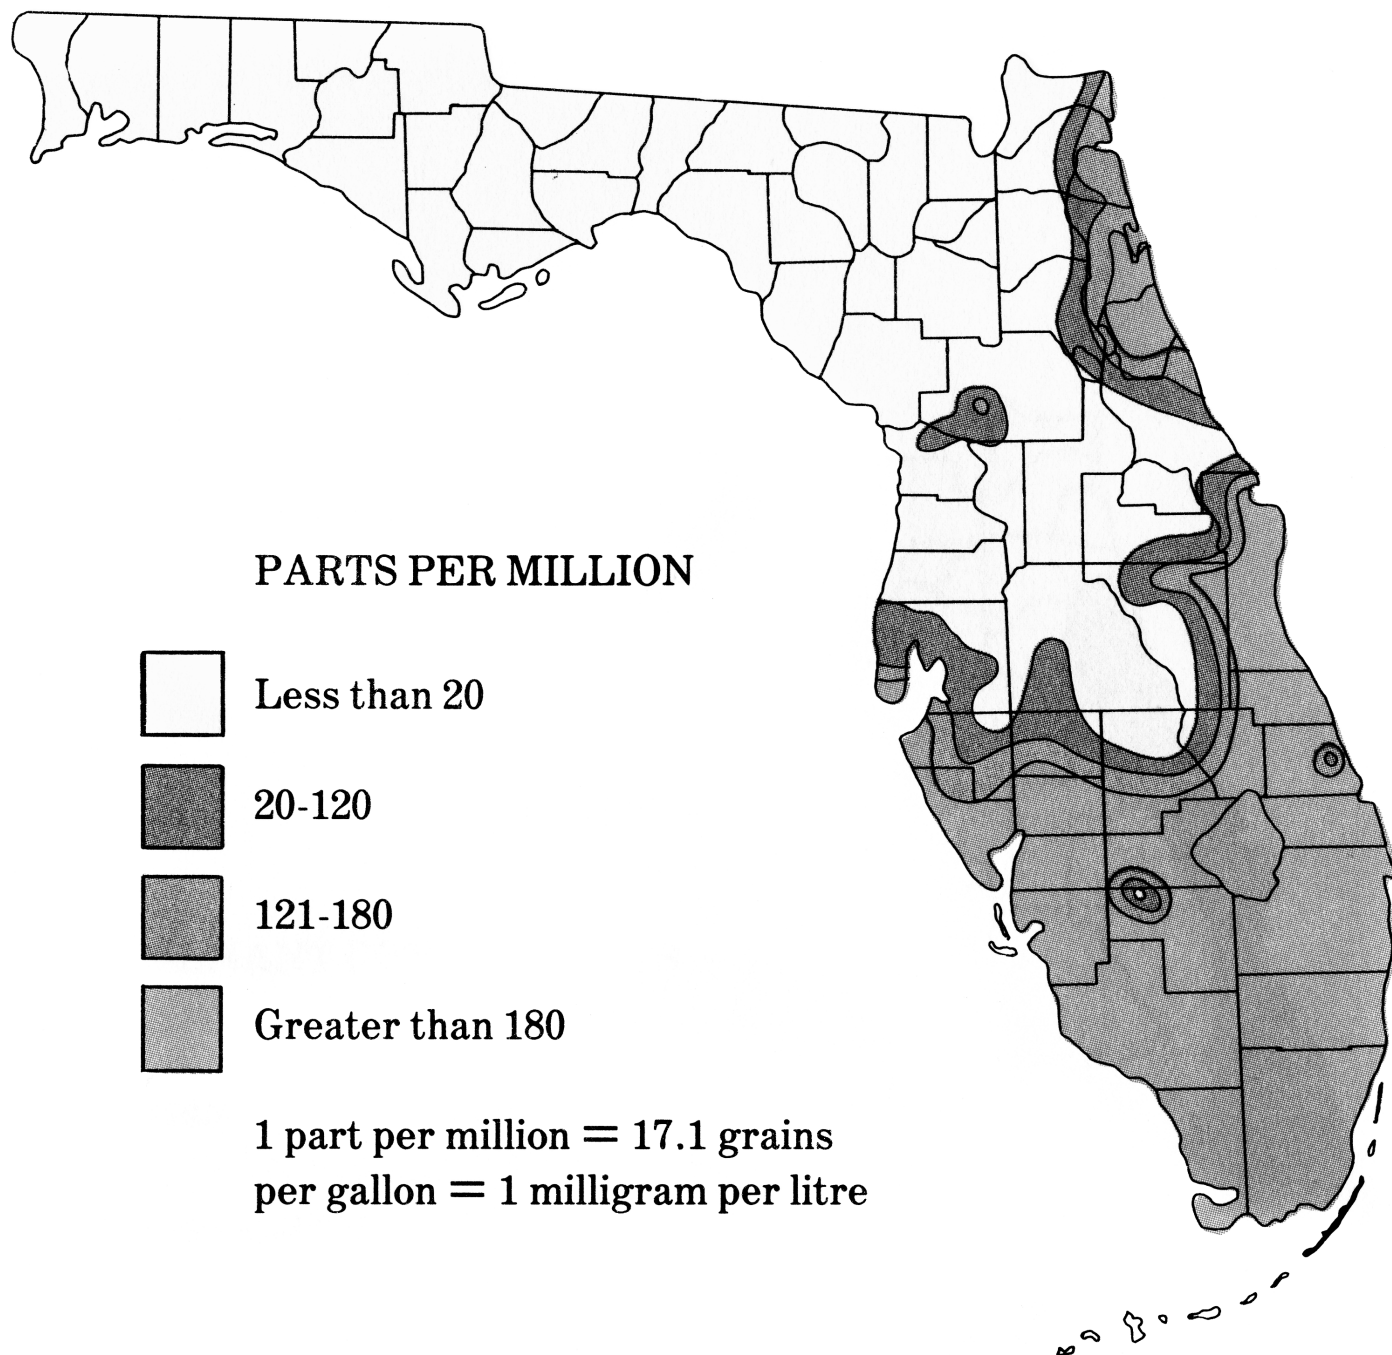 PARTS PER MILLION
Less than 20
20-120
121-180
Greater than 180
1 part per million = 17.1 grains
per gallon = 1 milligram per litre